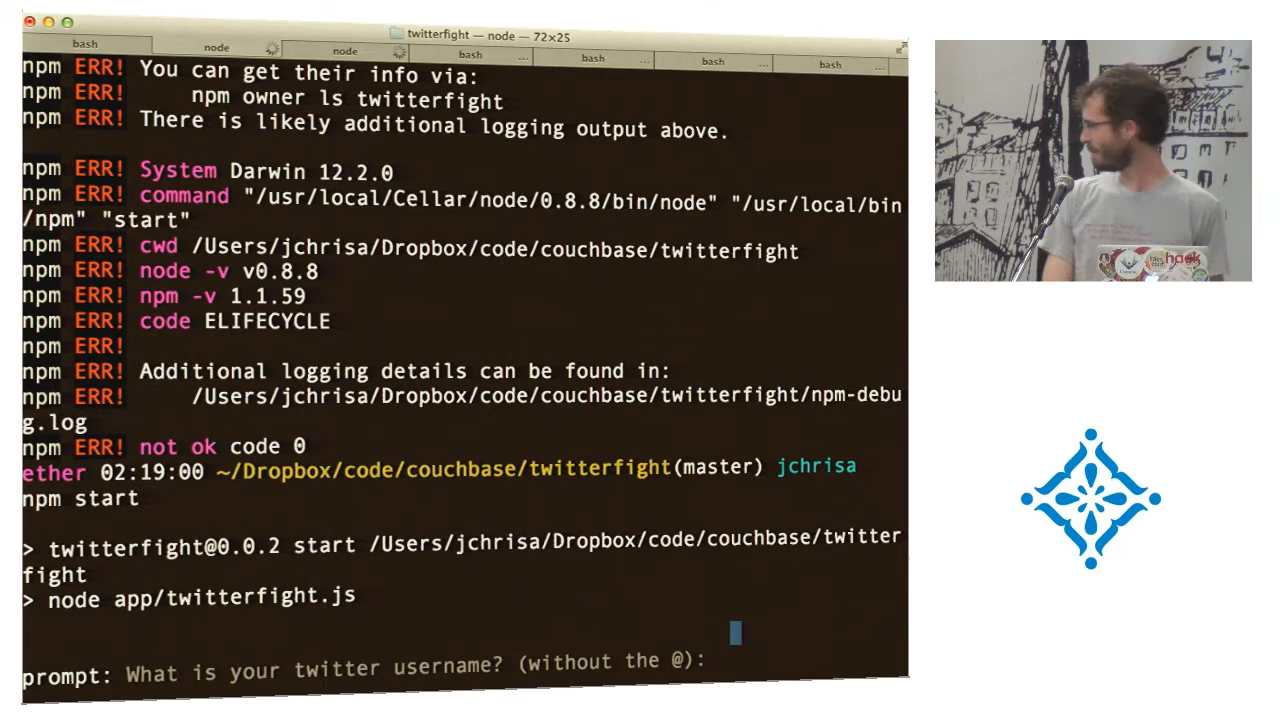 twitterfight — node — 72×25
bash
node
node
bash
bash
bash
bash
npm ERR! You can get their info via:
npm ERR!     npm owner ls twitterfight
npm ERR! There is likely additional logging output above.
npm ERR! System Darwin 12.2.0
npm ERR! command "/usr/local/Cellar/node/0.8.8/bin/node" "/usr/local/bin
/npm" "start"
npm ERR! cwd /Users/jchrisa/Dropbox/code/couchbase/twitterfight
npm ERR! node -v v0.8.8
npm ERR! npm -v 1.1.59
npm ERR! code ELIFECYCLE
npm ERR!
npm ERR! Additional logging details can be found in:
npm ERR!     /Users/jchrisa/Dropbox/code/couchbase/twitterfight/npm-debu
g.log
npm ERR! not ok code 0
ether 02:19:00 ~/Dropbox/code/couchbase/twitterfight(master) jchrisa
npm start
> twitterfight@0.0.2 start /Users/jchrisa/Dropbox/code/couchbase/twitter
fight
> node app/twitterfight.js
prompt: What is your twitter username? (without the @):
hack